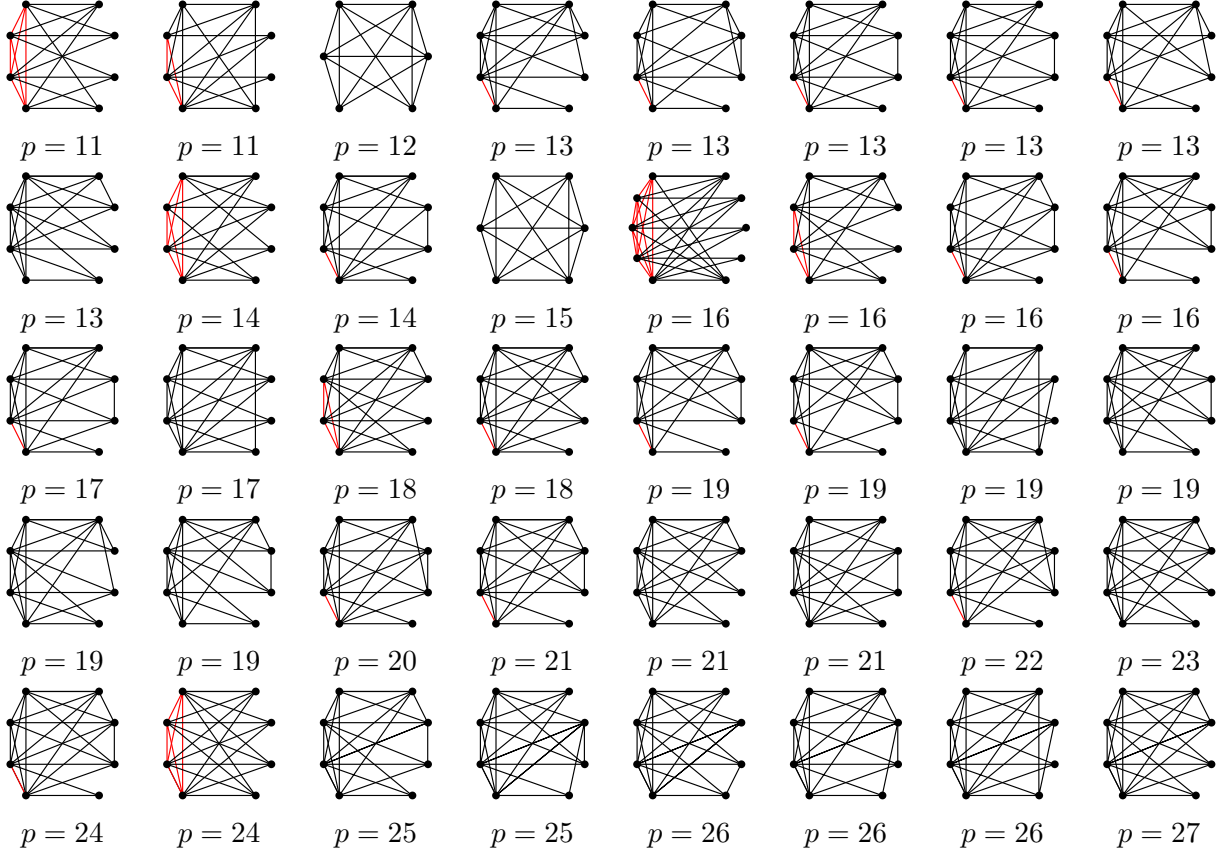 p = 11 p = 11 p = 12 p = 13 p = 13 p = 13 p = 13 p = 13
p = 13 p = 14 p = 14 p = 15 p = 16 p = 16 p = 16 p = 16
p = 17 p = 17 p = 18 p = 18 p = 19 p = 19 p = 19 p = 19
p = 19 p = 19 p = 20 p = 21 p = 21 p = 21 p = 22 p = 23
p = 24 p = 24 p = 25 p = 25 p = 26 p = 26 p = 26 p = 27